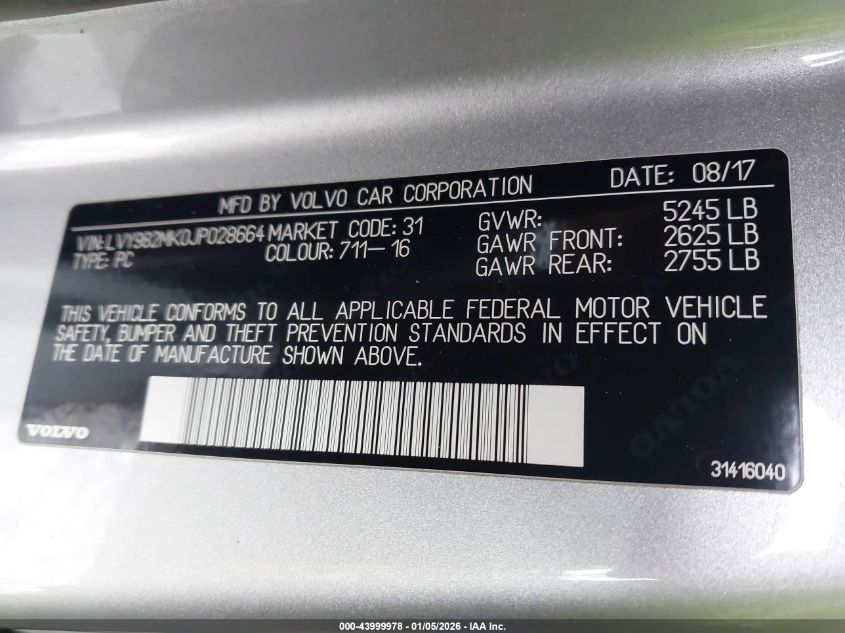 MFD BY VOLVO CAR CORPORATION DATE: 08/17
VIN: LVY982MK0JP028664 MARKET CODE: 31 GVWR: 5245 LB
TYPE: PC COLOUR: 711-16 GAWR FRONT: 2625 LB
GAWR REAR: 2755 LB
THIS VEHICLE CONFORMS TO ALL APPLICABLE FEDERAL MOTOR VEHICLE
SAFETY, BUMPER AND THEFT PREVENTION STANDARDS IN EFFECT ON
THE DATE OF MANUFACTURE SHOWN ABOVE.
VOLVO
31416040
000-43999978 - 01/05/2026 - IAA Inc.